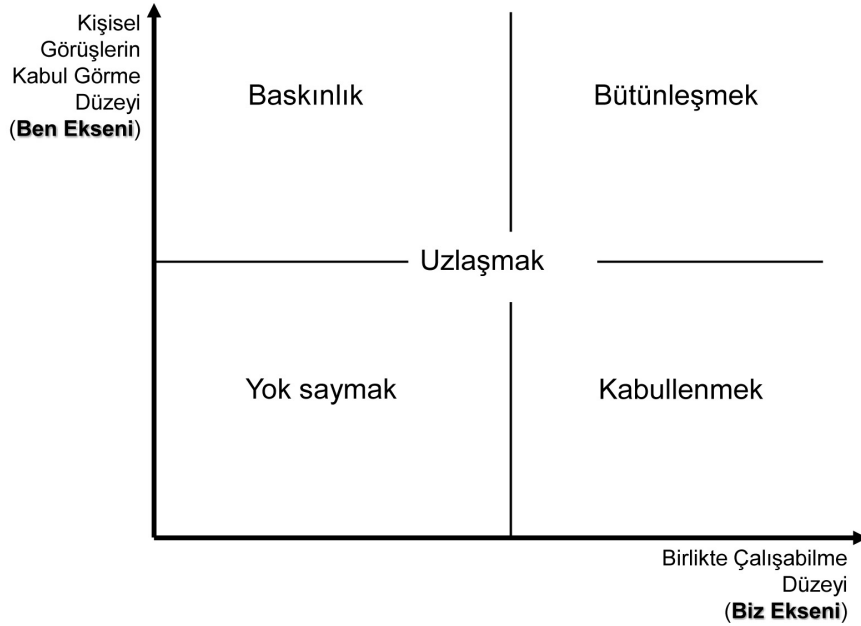 Kişisel
Görüşlerin
Kabul Görme
Düzeyi
(Ben Ekseni)
Baskınlık
Bütünleşmek
Uzlaşmak
Yok saymak
Kabullenmek
Birlikte Çalışabilme
Düzeyi
(Biz Ekseni)